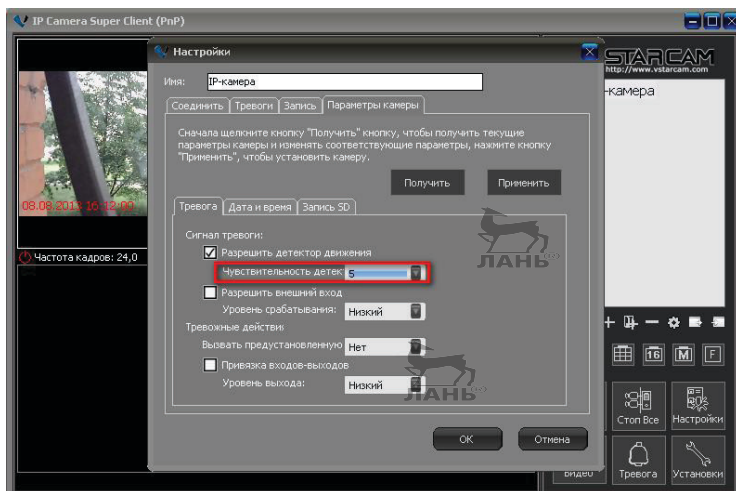 IP Camera Super Client (PnP)
Настройки
STARCAM
http://www.vstarcam.com
Имя: IP-камера
-камера
Соединить Тревоги Запись Параметры камеры
Сначала щелкните кнопку "Получить" кнопку, чтобы получить текущие
параметры камеры и изменять соответствующие параметры, нажмите кнопку
"Применить", чтобы установить камеру.
Получить Применить
08.08.2013 16:12:00
Тревога Дата и время Запись SD
Сигнал тревоги:
Разрешить детектор движения
Чувствительность детек 5
ЛАНЬ
Частота кадров: 24,0
Разрешить внешний вход
Уровень срабатывания: Низкий
Тревожные действи
Вызвать предустановленную Нет
Привязка входов-выходов
Уровень выхода: Низкий
ЛАНЬ
16 M F
Стоп Все Настройки
OK Отмена
Видео Тревога Установки